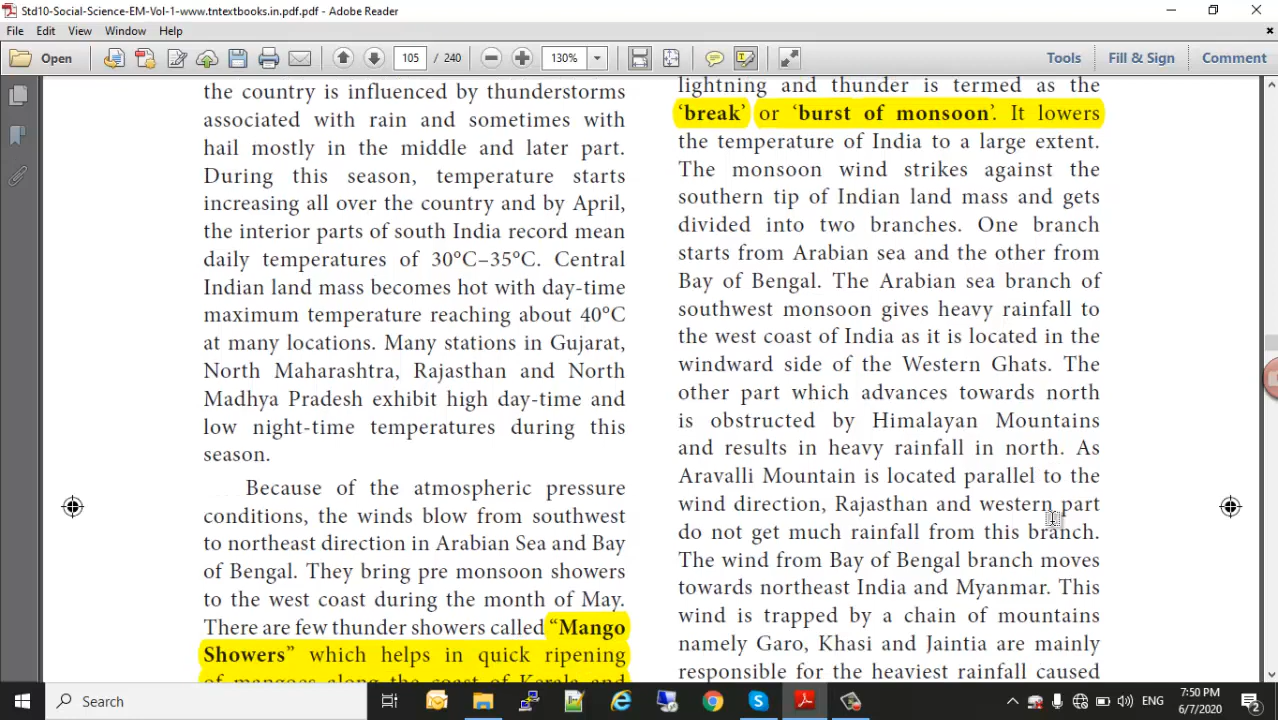 Std10-Social-Science-EM-Vol-1-www.tntextbooks.in.pdf.pdf - Adobe Reader
File Edit View Window Help
Open 105 / 240 130% Tools Fill & Sign Comment
the country is influenced by thunderstorms
associated with rain and sometimes with
hail mostly in the middle and later part.
During this season, temperature starts
increasing all over the country and by April,
the interior parts of south India record mean
daily temperatures of 30°C–35°C. Central
Indian land mass becomes hot with day-time
maximum temperature reaching about 40°C
at many locations. Many stations in Gujarat,
North Maharashtra, Rajasthan and North
Madhya Pradesh exhibit high day-time and
low night-time temperatures during this
season.
Because of the atmospheric pressure
conditions, the winds blow from southwest
to northeast direction in Arabian Sea and Bay
of Bengal. They bring pre monsoon showers
to the west coast during the month of May.
There are few thunder showers called “Mango
Showers” which helps in quick ripening
of mangoes along the coast of Kerala and
lightning and thunder is termed as the
‘break’ or ‘burst of monsoon’. It lowers
the temperature of India to a large extent.
The monsoon wind strikes against the
southern tip of Indian land mass and gets
divided into two branches. One branch
starts from Arabian sea and the other from
Bay of Bengal. The Arabian sea branch of
southwest monsoon gives heavy rainfall to
the west coast of India as it is located in the
windward side of the Western Ghats. The
other part which advances towards north
is obstructed by Himalayan Mountains
and results in heavy rainfall in north. As
Aravalli Mountain is located parallel to the
wind direction, Rajasthan and western part
do not get much rainfall from this branch.
The wind from Bay of Bengal branch moves
towards northeast India and Myanmar. This
wind is trapped by a chain of mountains
namely Garo, Khasi and Jaintia are mainly
responsible for the heaviest rainfall caused
Search
ENG
7:50 PM
6/7/2020
2